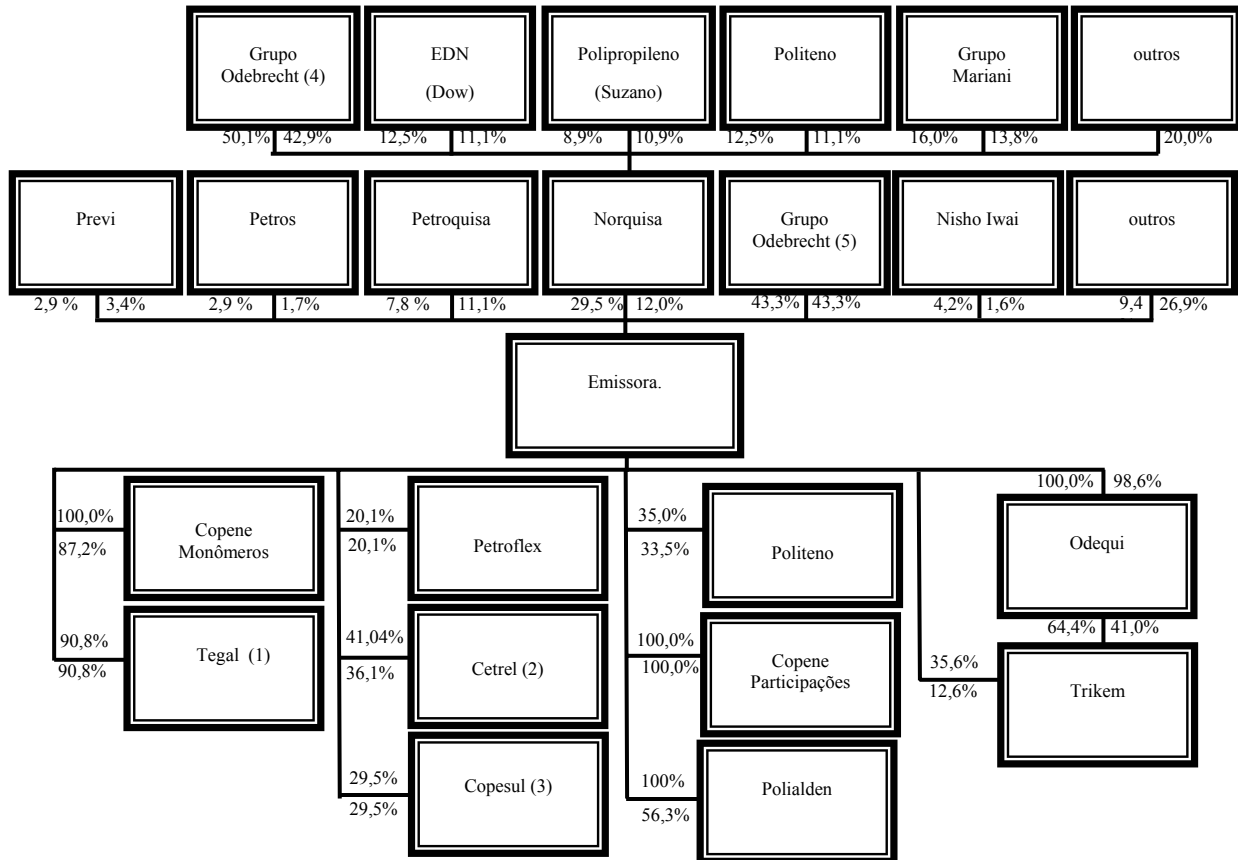 Grupo
Odebrecht (4)
EDN
(Dow)
Polipropileno
(Suzano)
Politeno
Grupo
Mariani
outros
50,1% 42,9% 12,5% 11,1% 8,9% 10,9% 12,5% 11,1% 16,0% 13,8% 20,0%
Previ
Petros
Petroquisa
Norquisa
Grupo
Odebrecht (5)
Nisho Iwai
outros
2,9 % 3,4% 2,9 % 1,7% 7,8 % 11,1% 29,5 % 12,0% 43,3% 43,3% 4,2% 1,6% 9,4 26,9%
Emissora.
100,0%
87,2%
Copene
Monômeros
90,8%
90,8%
Tegal (1)
20,1%
20,1%
Petroflex
41,04%
36,1%
Cetrel (2)
29,5%
29,5%
Copesul (3)
35,0%
33,5%
Politeno
100,0%
100,0%
Copene
Participações
100%
56,3%
Polialden
100,0% 98,6%
Odequi
64,4% 41,0%
35,6%
12,6%
Trikem